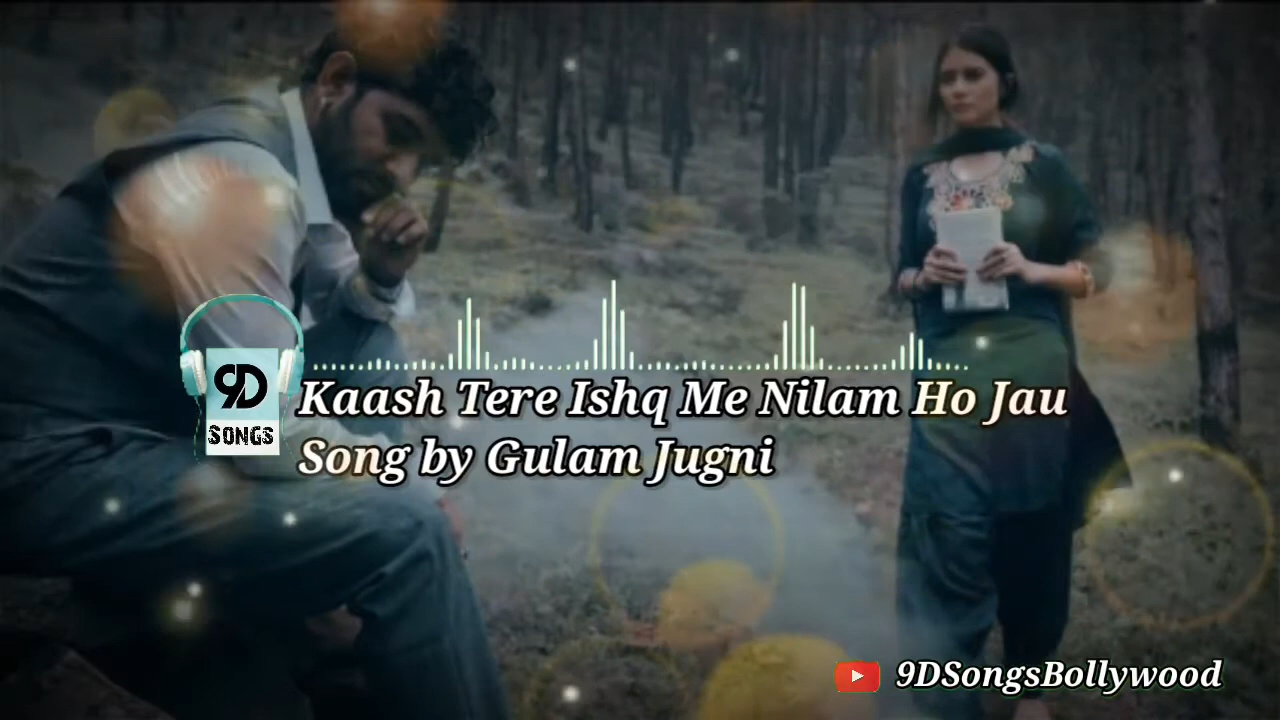 9D
SONGS
Kaash Tere Ishq Me Nilam Ho Jau
Song by Gulam Jugni
9DSongsBollywood